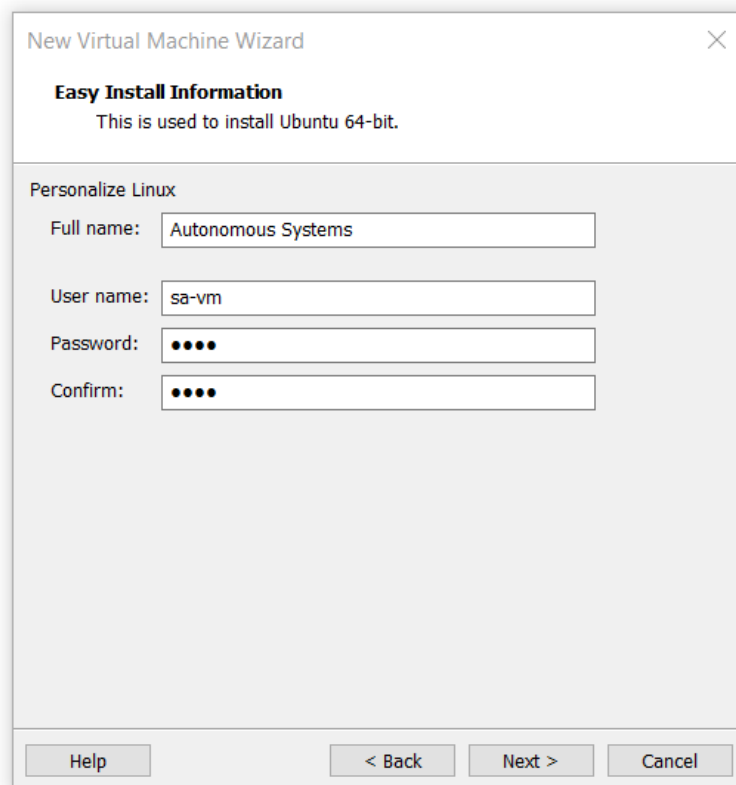 New Virtual Machine Wizard
Easy Install Information
This is used to install Ubuntu 64-bit.
Personalize Linux
Full name: Autonomous Systems
User name: sa-vm
Password: ●●●●
Confirm: ●●●●
Help < Back Next > Cancel